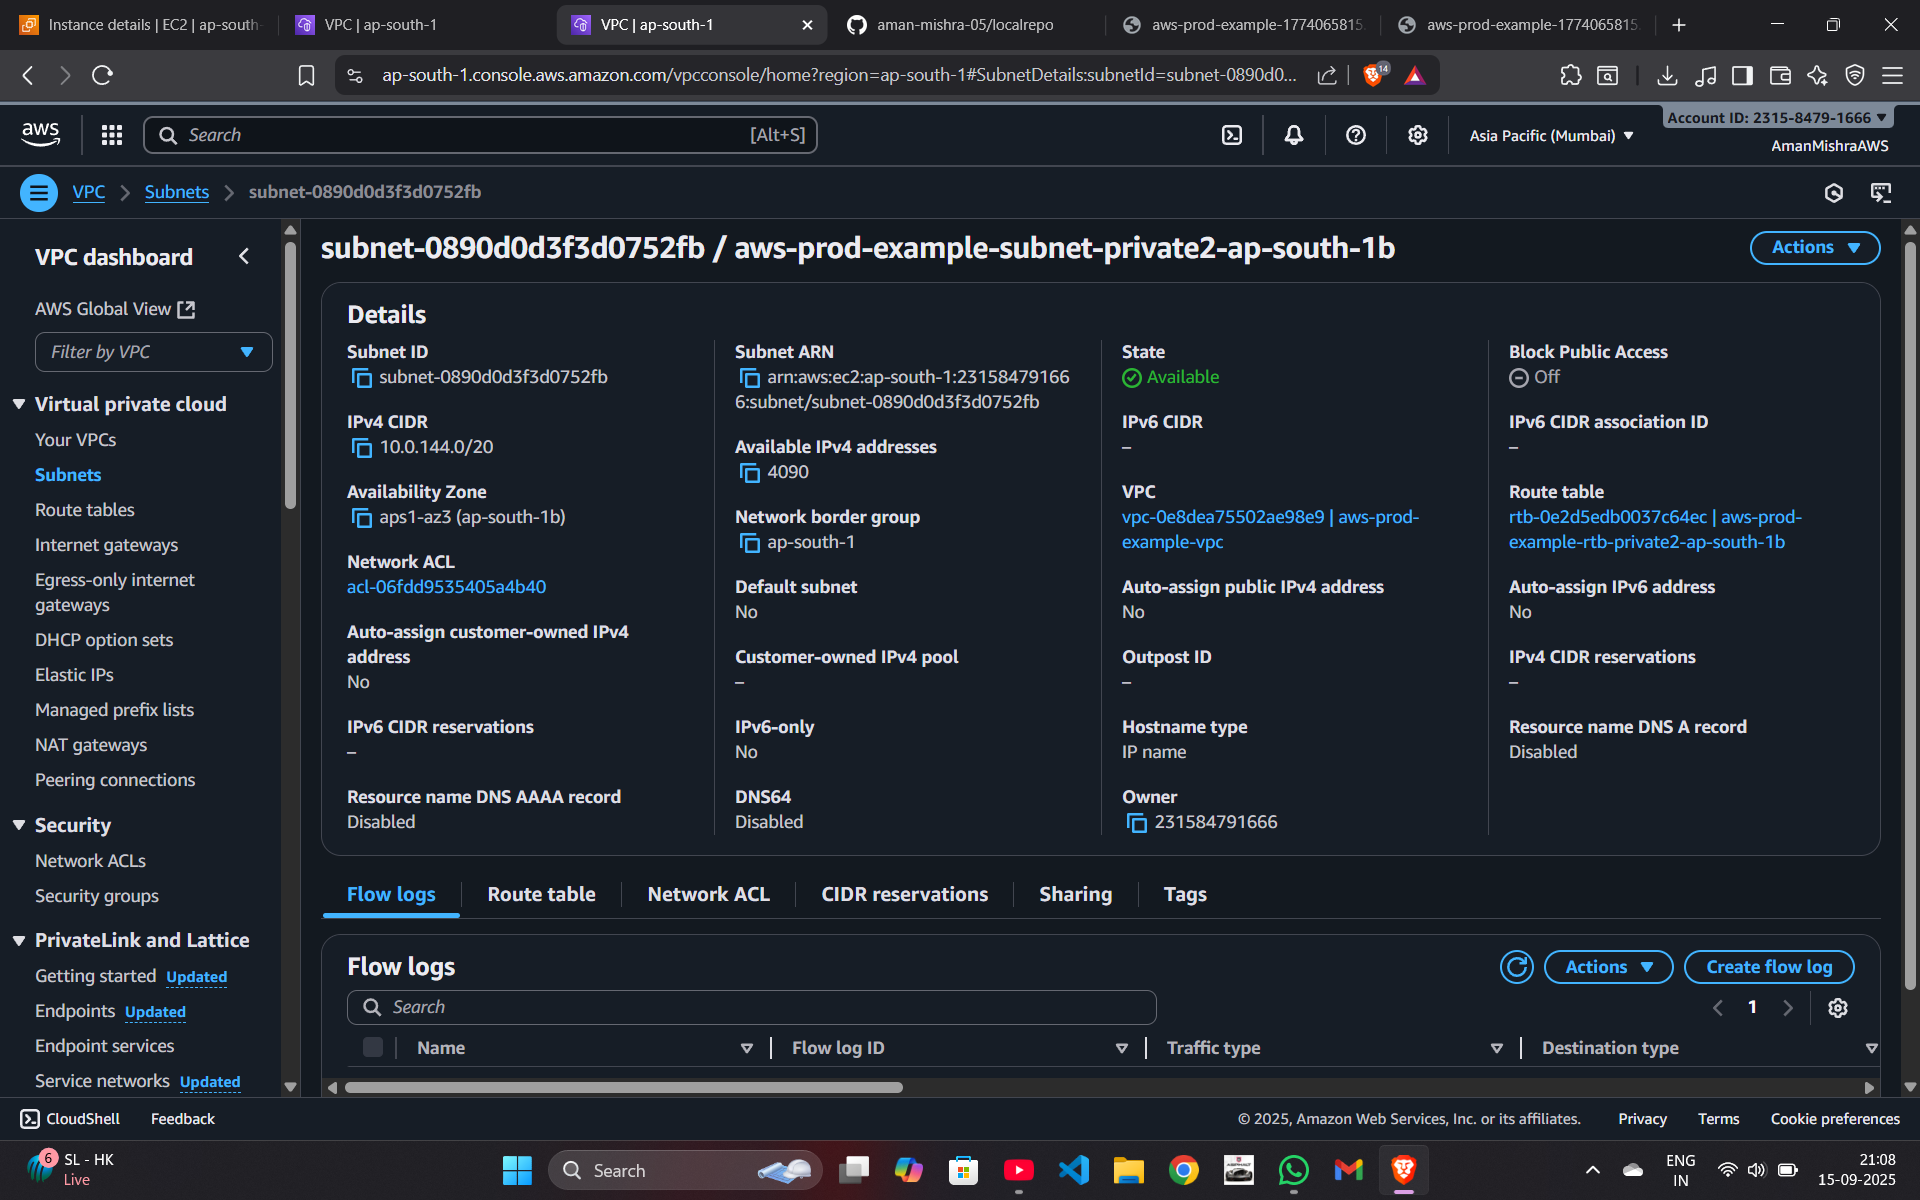 Instance details | EC2 | ap-south-
VPC | ap-south-1
VPC | ap-south-1
aman-mishra-05/localrepo
aws-prod-example-1774065815.
aws-prod-example-1774065815.
ap-south-1.console.aws.amazon.com/vpcconsole/home?region=ap-south-1#SubnetDetails:subnetId=subnet-0890d0...
14
aws
Search
[Alt+S]
Asia Pacific (Mumbai)
Account ID: 2315-8479-1666
AmanMishraAWS
VPC
Subnets
subnet-0890d0d3f3d0752fb
VPC dashboard
AWS Global View
Filter by VPC
Virtual private cloud
Your VPCs
Subnets
Route tables
Internet gateways
Egress-only internet
gateways
DHCP option sets
Elastic IPs
Managed prefix lists
NAT gateways
Peering connections
Security
Network ACLs
Security groups
PrivateLink and Lattice
Getting started Updated
Endpoints Updated
Endpoint services
Service networks Updated
subnet-0890d0d3f3d0752fb / aws-prod-example-subnet-private2-ap-south-1b
Actions
Details
Subnet ID
subnet-0890d0d3f3d0752fb
IPv4 CIDR
10.0.144.0/20
Availability Zone
aps1-az3 (ap-south-1b)
Network ACL
acl-06fdd9535405a4b40
Auto-assign customer-owned IPv4
address
No
IPv6 CIDR reservations
–
Resource name DNS AAAA record
Disabled
Subnet ARN
arn:aws:ec2:ap-south-1:23158479166
6:subnet/subnet-0890d0d3f3d0752fb
Available IPv4 addresses
4090
Network border group
ap-south-1
Default subnet
No
Customer-owned IPv4 pool
–
IPv6-only
No
DNS64
Disabled
State
Available
IPv6 CIDR
–
VPC
vpc-0e8dea75502ae98e9 | aws-prod-
example-vpc
Auto-assign public IPv4 address
No
Outpost ID
–
Hostname type
IP name
Owner
231584791666
Block Public Access
Off
IPv6 CIDR association ID
–
Route table
rtb-0e2d5edb0037c64ec | aws-prod-
example-rtb-private2-ap-south-1b
Auto-assign IPv6 address
No
IPv4 CIDR reservations
–
Resource name DNS A record
Disabled
Flow logs
Route table
Network ACL
CIDR reservations
Sharing
Tags
Flow logs
Actions
Create flow log
Search
1
Name
Flow log ID
Traffic type
Destination type
CloudShell
Feedback
© 2025, Amazon Web Services, Inc. or its affiliates.
Privacy
Terms
Cookie preferences
6
SL - HK
Live
Search
ENG
IN
21:08
15-09-2025